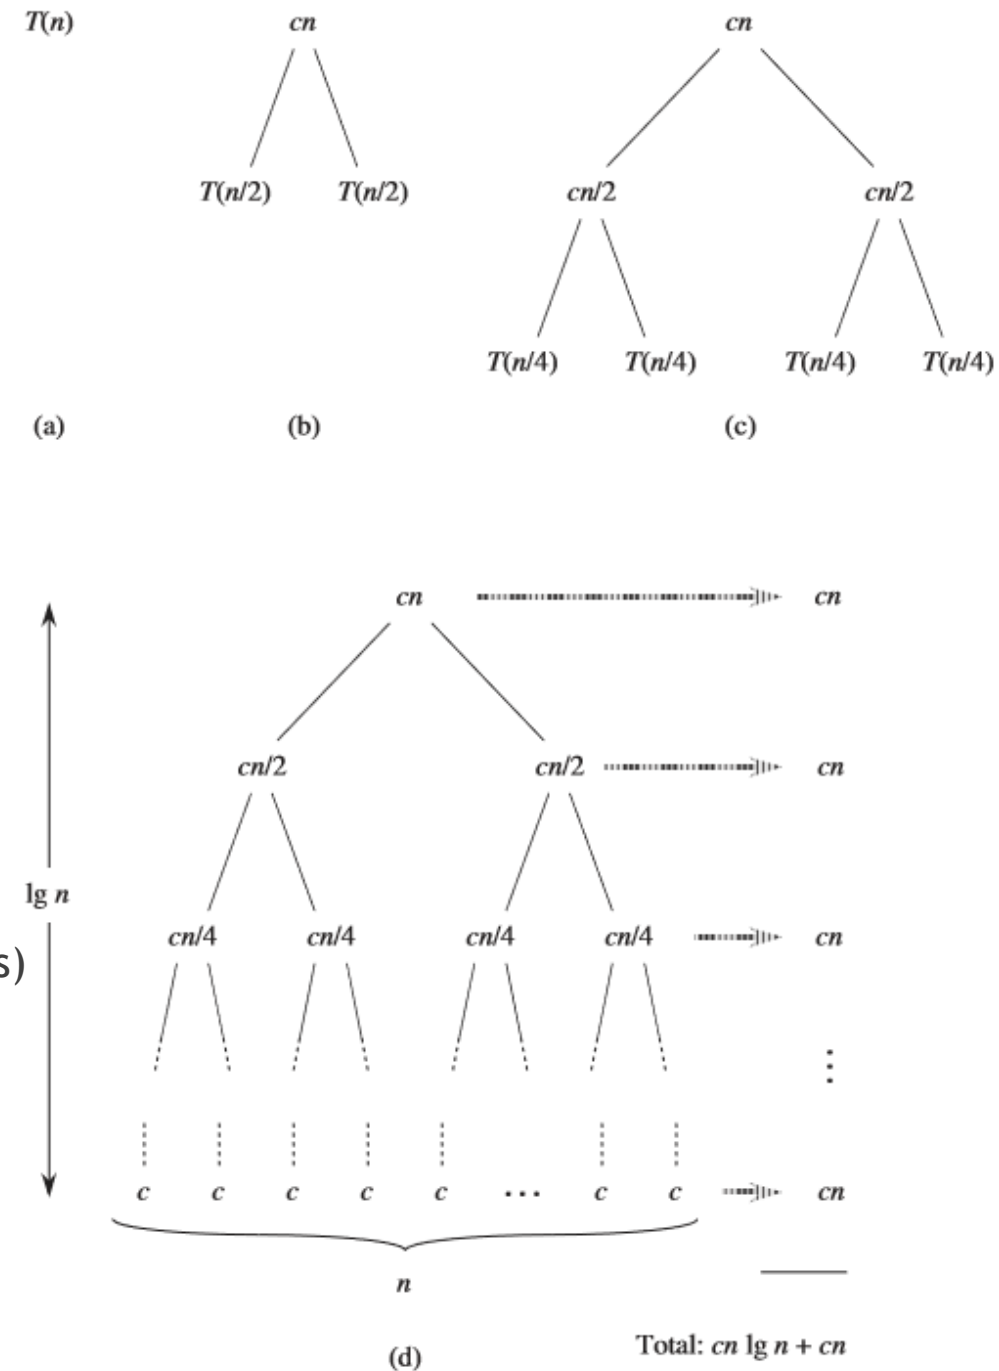 T(n) cn cn
T(n/2) T(n/2) cn/2 cn/2
T(n/4) T(n/4) T(n/4) T(n/4)
(a) (b) (c)
cn cn
cn/2 cn/2 cn
lg n
cn/4 cn/4 cn/4 cn/4 cn
s)
⋮
c c c c c ... c c cn
n
Total: cn lg n + cn
(d)